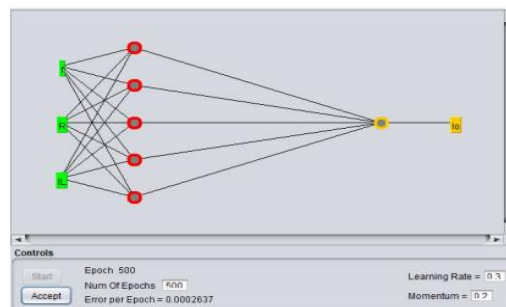 f
R
IL
Io
Controls
Start
Accept
Epoch 500
Num Of Epochs 500
Error per Epoch = 0.0002637
Learning Rate = 0.3
Momentum = 0.2